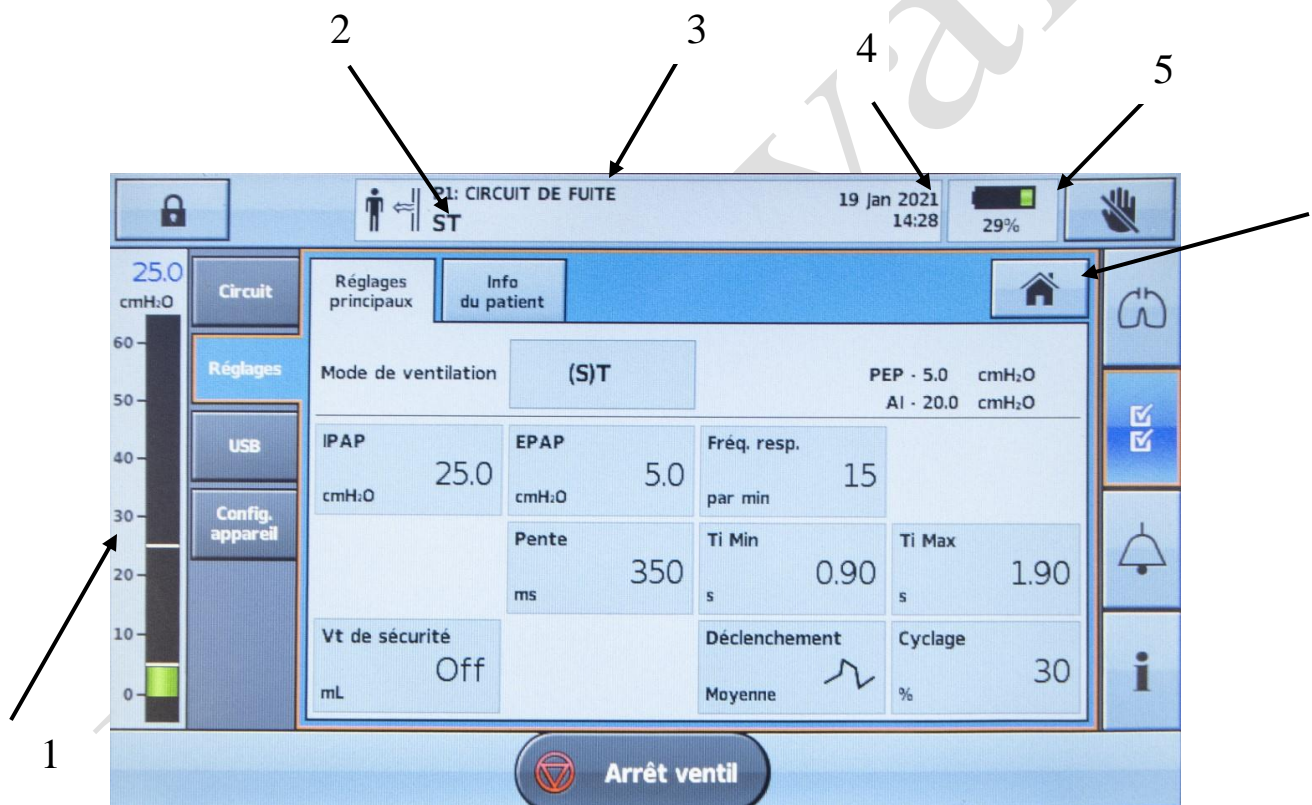 2
3
4
5
P1: CIRCUIT DE FUITE
ST
19 Jan 2021
14:28
29%
25.0
cmH2O
60
50
40
30
20
10
0
Circuit
Réglages
USB
Config.
appareil
Réglages
principaux
Info
du patient
Mode de ventilation
(S)T
PEP - 5.0 cmH2O
AI - 20.0 cmH2O
IPAP
25.0
cmH2O
EPAP
5.0
cmH2O
Fréq. resp.
15
par min
Pente
350
ms
Ti Min
0.90
s
Ti Max
1.90
s
Vt de sécurité
Off
mL
Déclenchement
Moyenne
Cyclage
30
%
i
1
Arrêt ventil